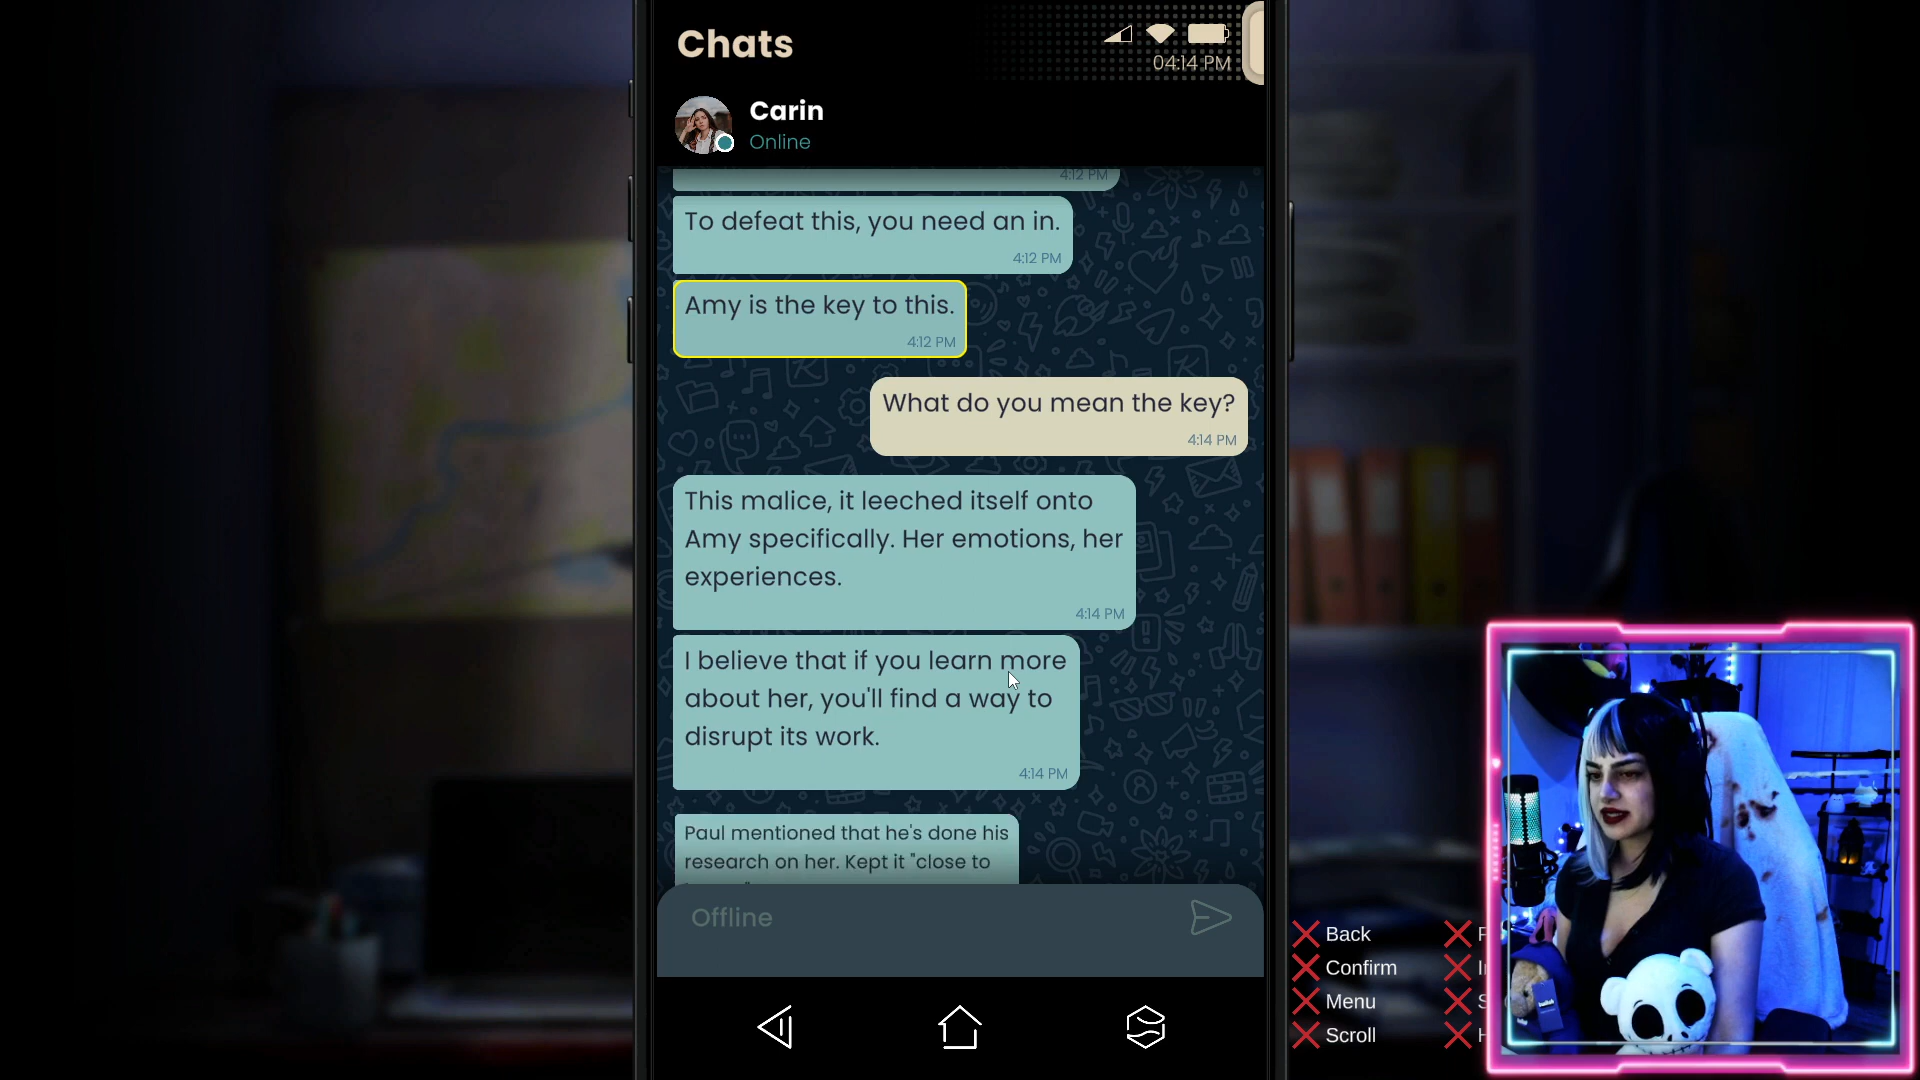 Chats
04:14 PM
Carin
Online
4:12 PM
To defeat this, you need an in.
4:12 PM
Amy is the key to this.
4:12 PM
What do you mean the key?
4:14 PM
This malice, it leeched itself onto
Amy specifically. Her emotions, her
experiences.
4:14 PM
I believe that if you learn more
about her, you'll find a way to
disrupt its work.
4:14 PM
Paul mentioned that he's done his
research on her. Kept it "close to
Offline
Back
Confirm
Menu
Scroll